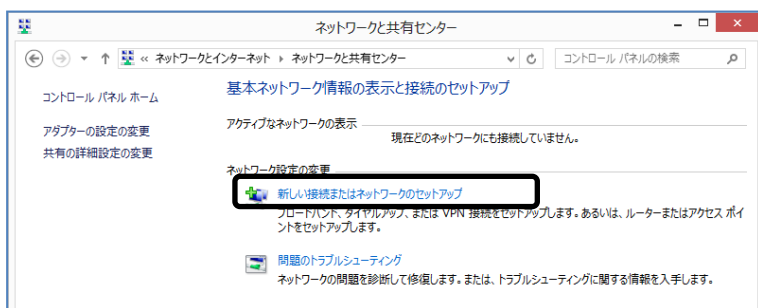 ネットワークと共有センター
« ネットワークとインターネット ▸ ネットワークと共有センター
コントロール パネルの検索
コントロール パネル ホーム
アダプターの設定の変更
共有の詳細設定の変更
基本ネットワーク情報の表示と接続のセットアップ
アクティブなネットワークの表示
現在どのネットワークにも接続していません。
ネットワーク設定の変更
新しい接続またはネットワークのセットアップ
ブロードバンド、ダイヤルアップ、または VPN 接続をセットアップします。あるいは、ルーターまたはアクセス ポイ
ントをセットアップします。
問題のトラブルシューティング
ネットワークの問題を診断して修復します。または、トラブルシューティングに関する情報を入手します。